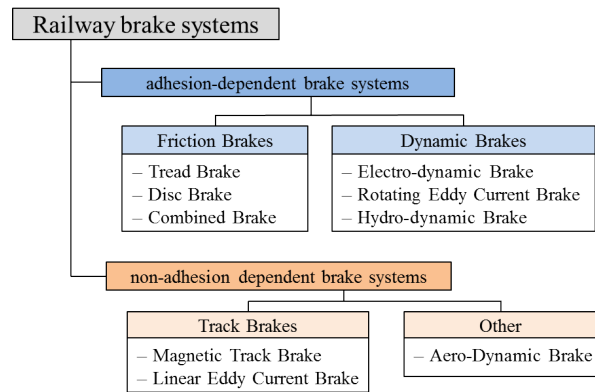 Railway brake systems
adhesion-dependent brake systems
Friction Brakes
– Tread Brake
– Disc Brake
– Combined Brake
Dynamic Brakes
– Electro-dynamic Brake
– Rotating Eddy Current Brake
– Hydro-dynamic Brake
non-adhesion dependent brake systems
Track Brakes
– Magnetic Track Brake
– Linear Eddy Current Brake
Other
– Aero-Dynamic Brake